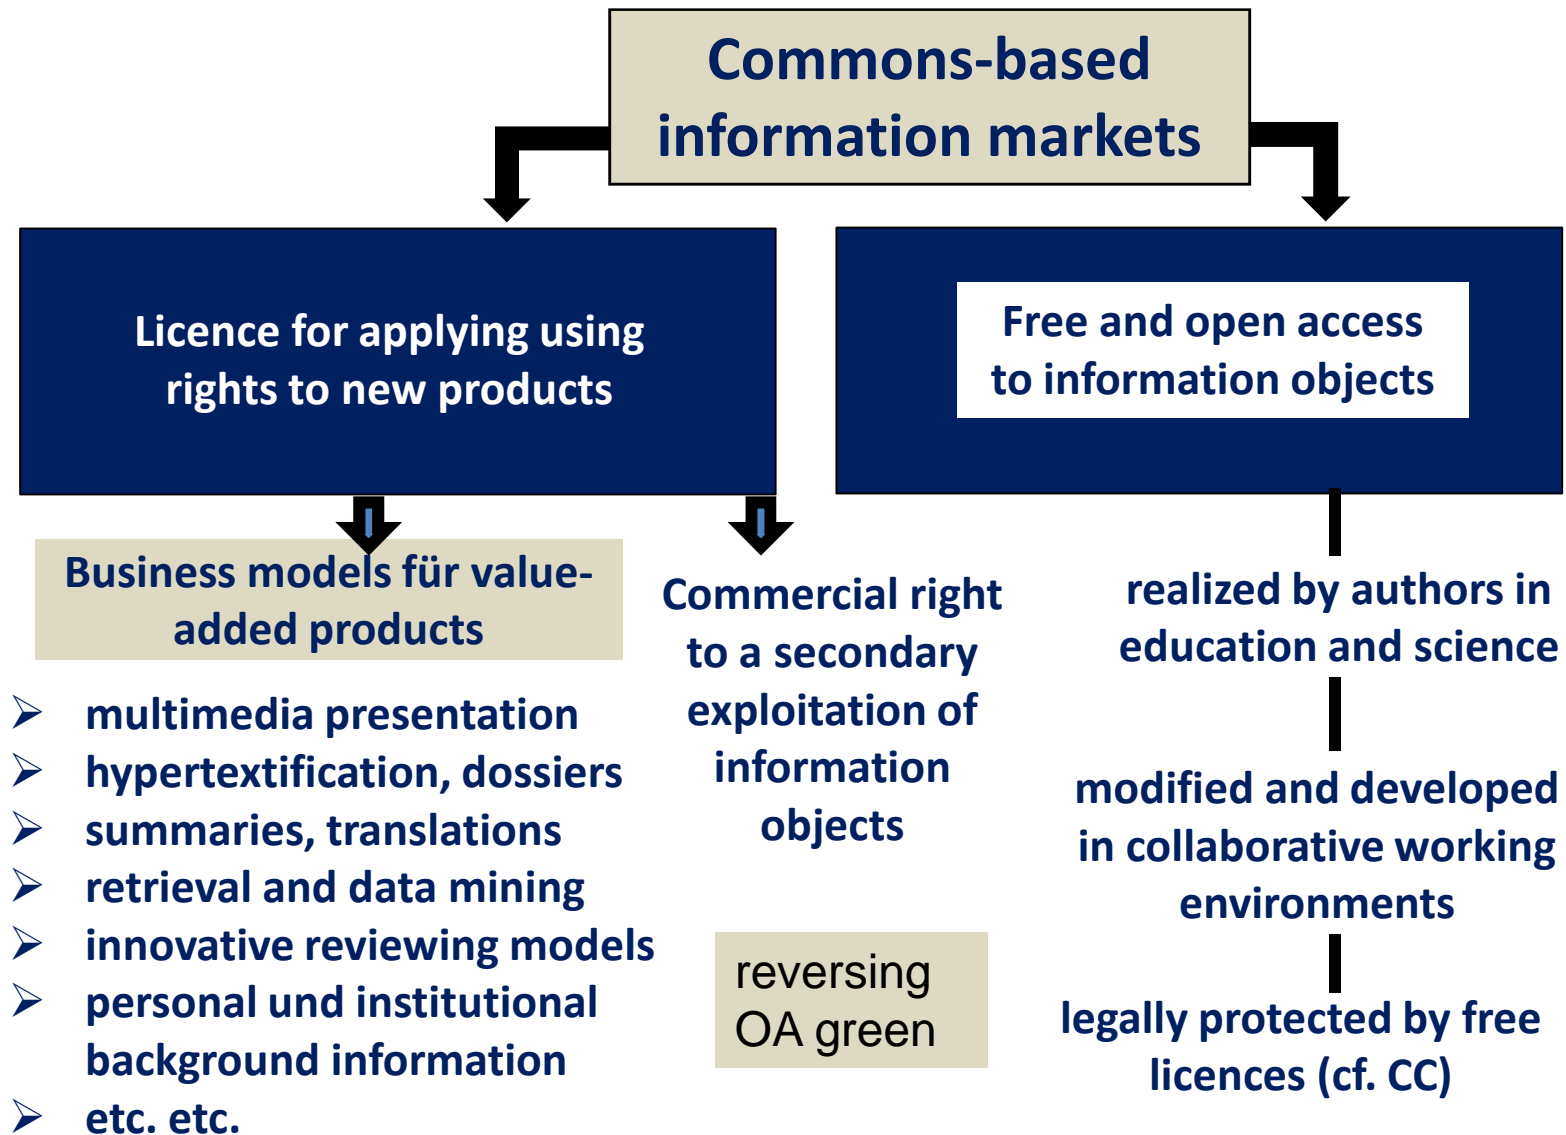 Commons-based
information markets
Licence for applying using
rights to new products
Free and open access
to information objects
Business models für value-
added products
➢ multimedia presentation
➢ hypertextification, dossiers
➢ summaries, translations
➢ retrieval and data mining
➢ innovative reviewing models
➢ personal und institutional
background information
➢ etc. etc.
Commercial right
to a secondary
exploitation of
information
objects
reversing
OA green
realized by authors in
education and science
modified and developed
in collaborative working
environments
legally protected by free
licences (cf. CC)